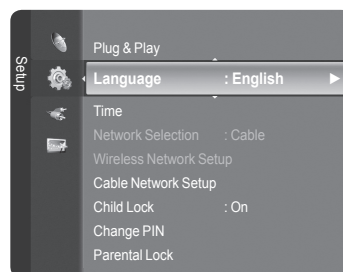 Setup
Plug & Play
Language : English
Time
Network Selection : Cable
Wireless Network Setup
Cable Network Setup
Child Lock : On
Change PIN
Parental Lock